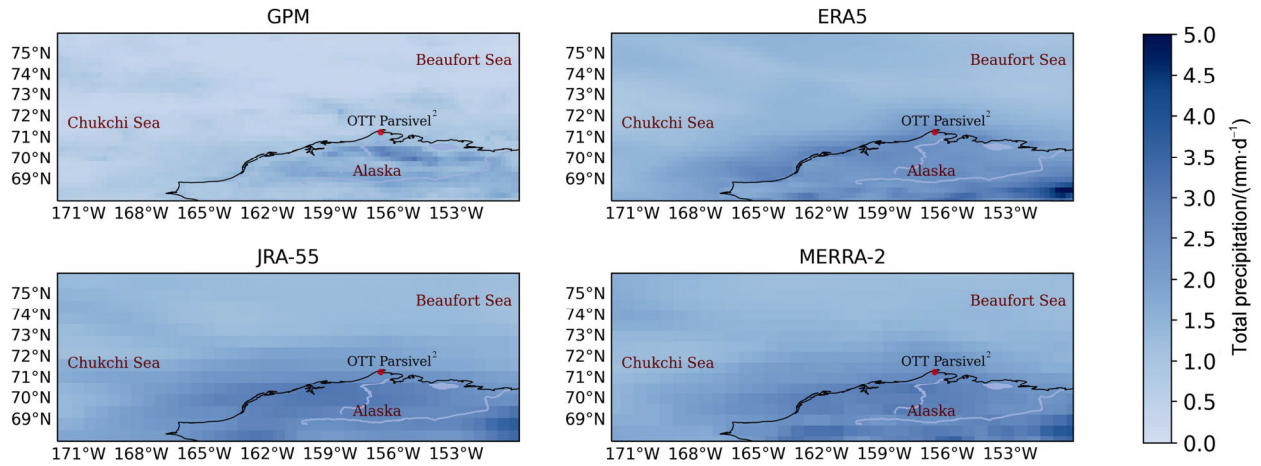 GPM
75°N
74°N
73°N
72°N
71°N
70°N
69°N
Beaufort Sea
Chukchi Sea
OTT Parsivel²
Alaska
171°W 168°W 165°W 162°W 159°W 156°W 153°W
ERA5
75°N
74°N
73°N
72°N
71°N
70°N
69°N
Beaufort Sea
Chukchi Sea
OTT Parsivel²
Alaska
171°W 168°W 165°W 162°W 159°W 156°W 153°W
JRA-55
75°N
74°N
73°N
72°N
71°N
70°N
69°N
Beaufort Sea
Chukchi Sea
OTT Parsivel²
Alaska
171°W 168°W 165°W 162°W 159°W 156°W 153°W
MERRA-2
75°N
74°N
73°N
72°N
71°N
70°N
69°N
Beaufort Sea
Chukchi Sea
OTT Parsivel²
Alaska
171°W 168°W 165°W 162°W 159°W 156°W 153°W
5.0
4.5
4.0
3.5
3.0
2.5
2.0
1.5
1.0
0.5
0.0
Total precipitation/(mm·d⁻¹)